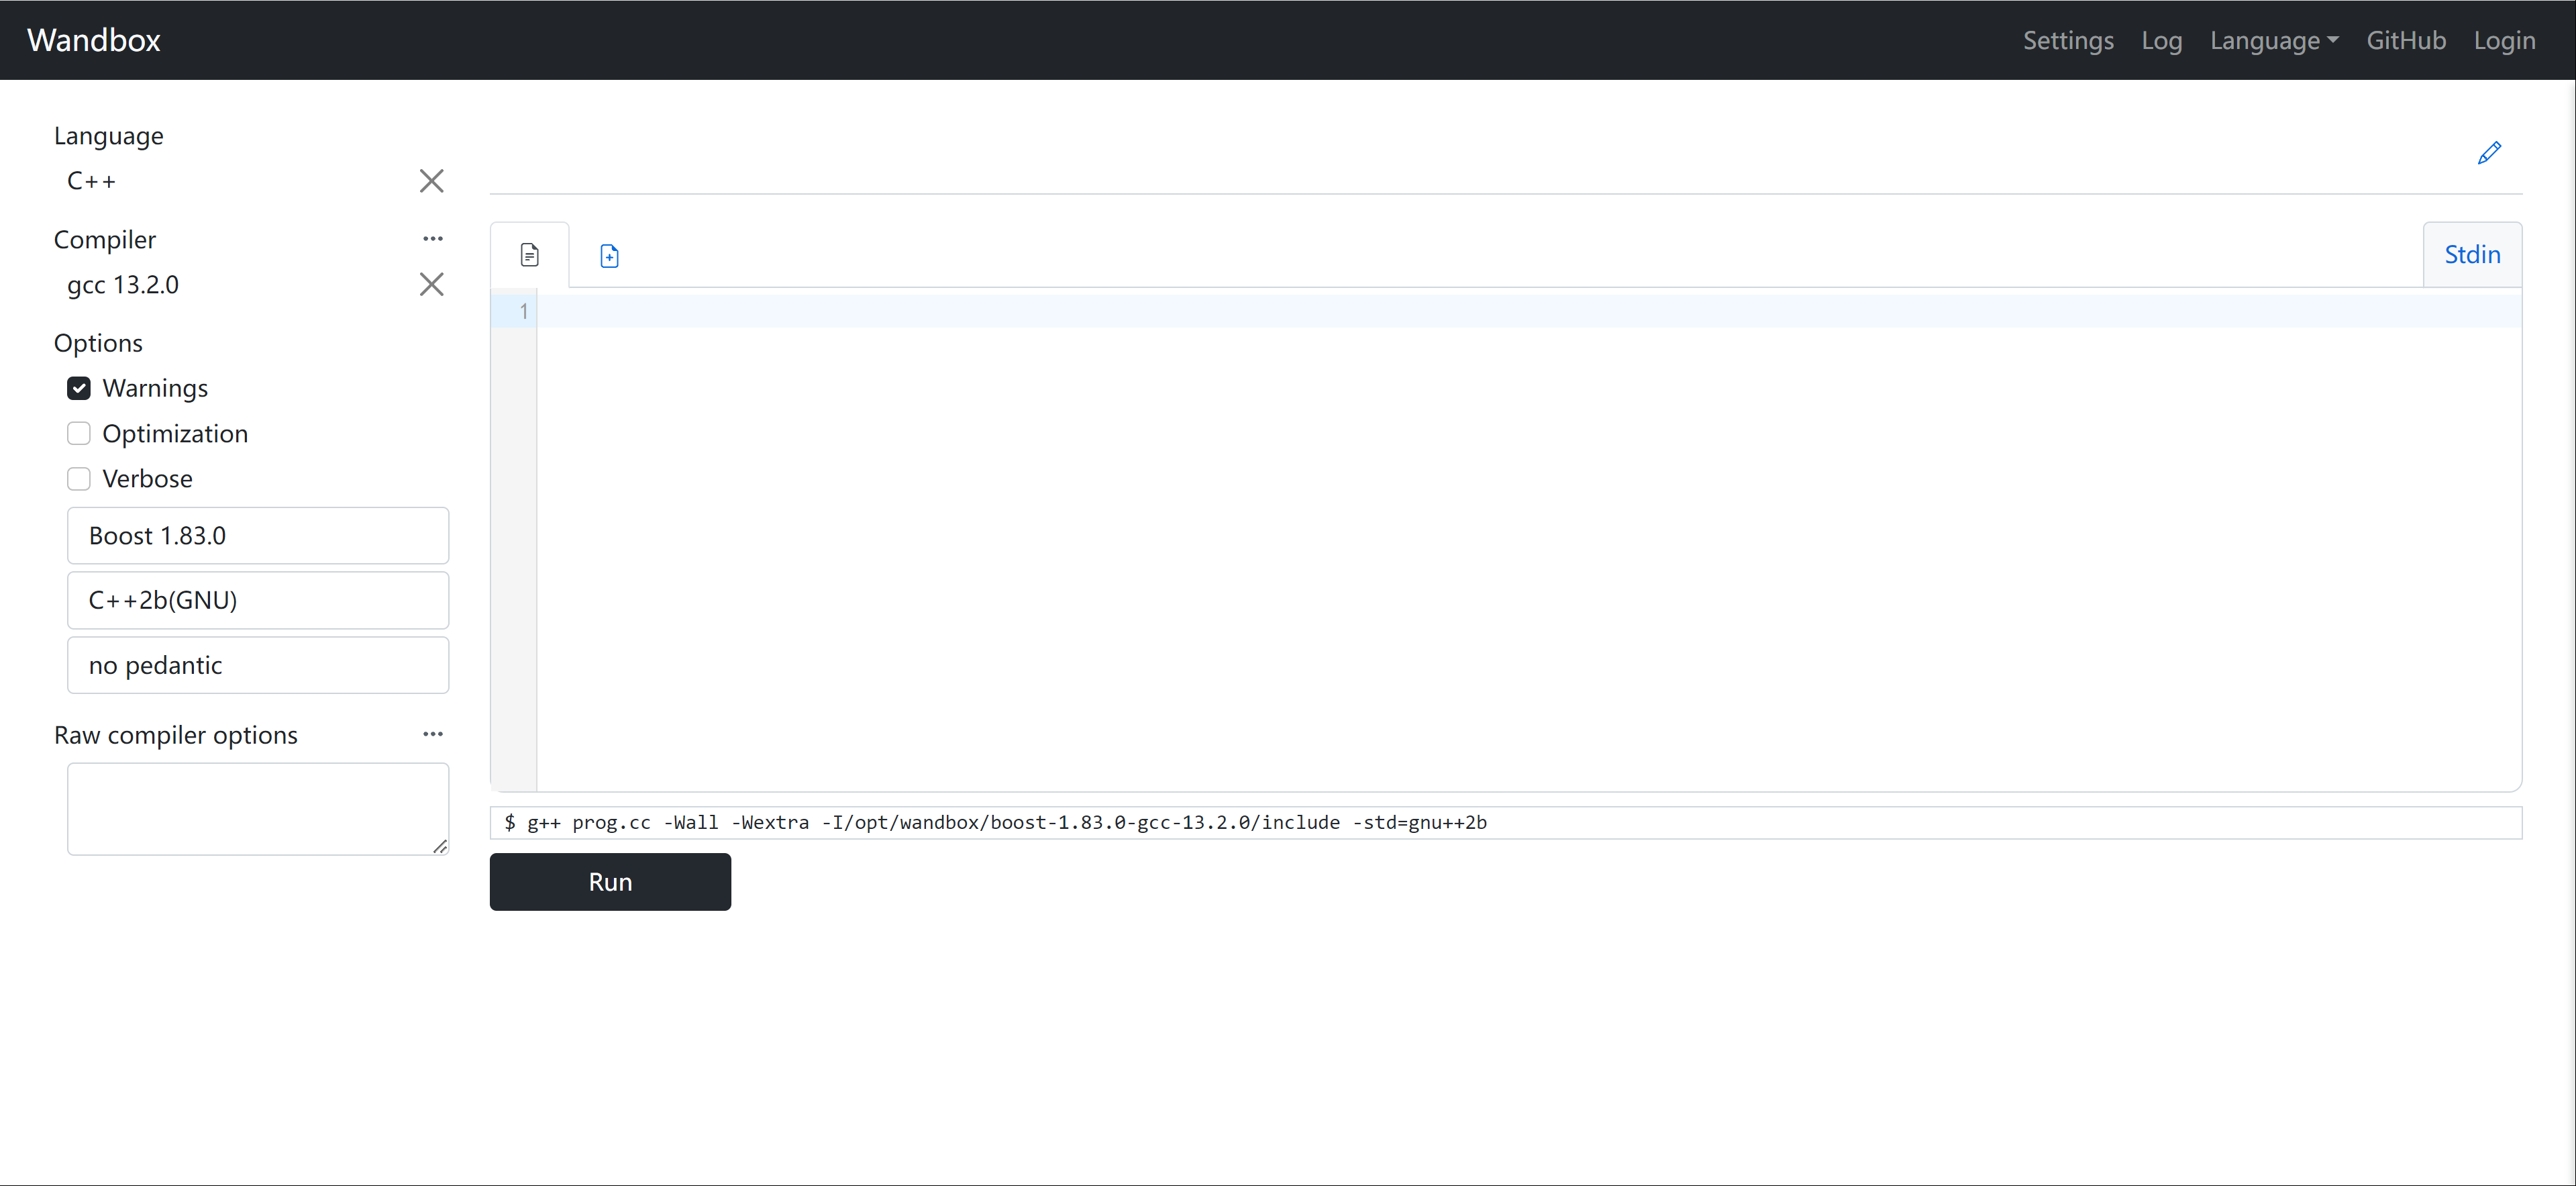 Wandbox
Settings Log Language GitHub Login
Language
C++
Compiler
gcc 13.2.0
Options
Warnings
Optimization
Verbose
Boost 1.83.0
C++2b(GNU)
no pedantic
Raw compiler options
Stdin
1
$ g++ prog.cc -Wall -Wextra -I/opt/wandbox/boost-1.83.0-gcc-13.2.0/include -std=gnu++2b
Run